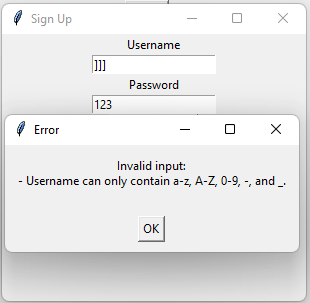 Sign Up
Username
]]]
Password
123
Error
Invalid input:
- Username can only contain a-z, A-Z, 0-9, -, and _.
OK